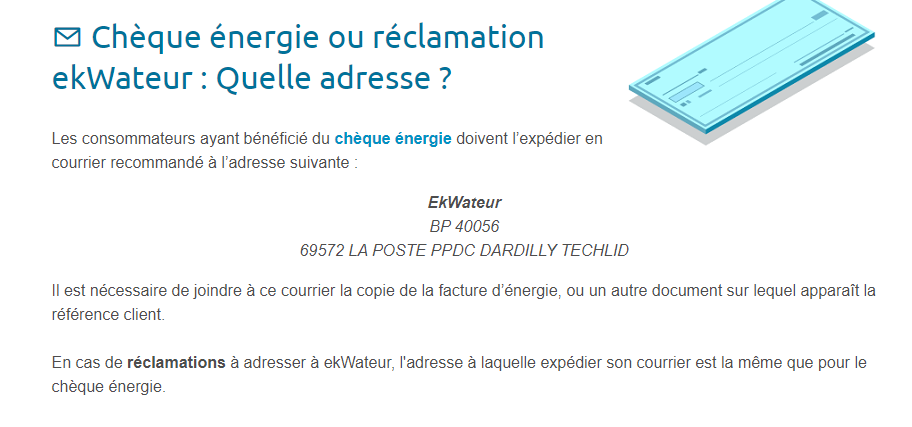 Chèque énergie ou réclamation
ekWateur : Quelle adresse ?
Les consommateurs ayant bénéficié du chèque énergie doivent l’expédier en
courrier recommandé à l’adresse suivante :
EkWateur
BP 40056
69572 LA POSTE PPDC DARDILLY TECHLID
Il est nécessaire de joindre à ce courrier la copie de la facture d’énergie, ou un autre document sur lequel apparaît la
référence client.
En cas de réclamations à adresser à ekWateur, l'adresse à laquelle expédier son courrier est la même que pour le
chèque énergie.